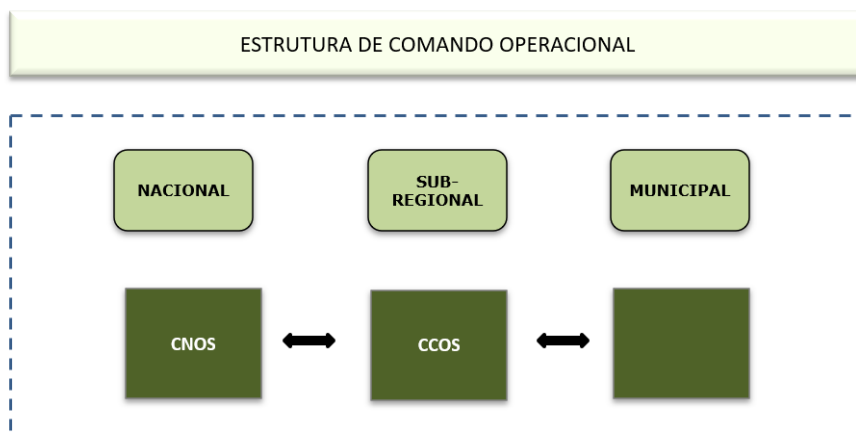 ESTRUTURA DE COMANDO OPERACIONAL
NACIONAL
SUB-
REGIONAL
MUNICIPAL
CNOS
CCOS